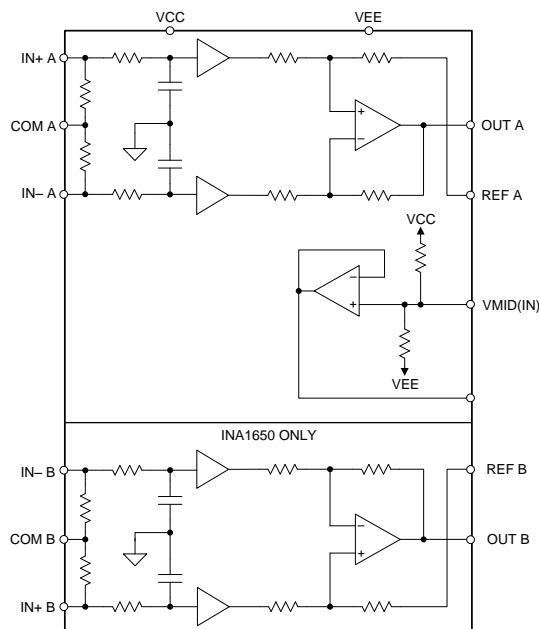 VCC VEE
IN+ A
COM A
IN– A
+
–
OUT A
REF A
VCC
–
+
VMID(IN)
VEE
INA1650 ONLY
IN– B
COM B
IN+ B
–
+
REF B
OUT B